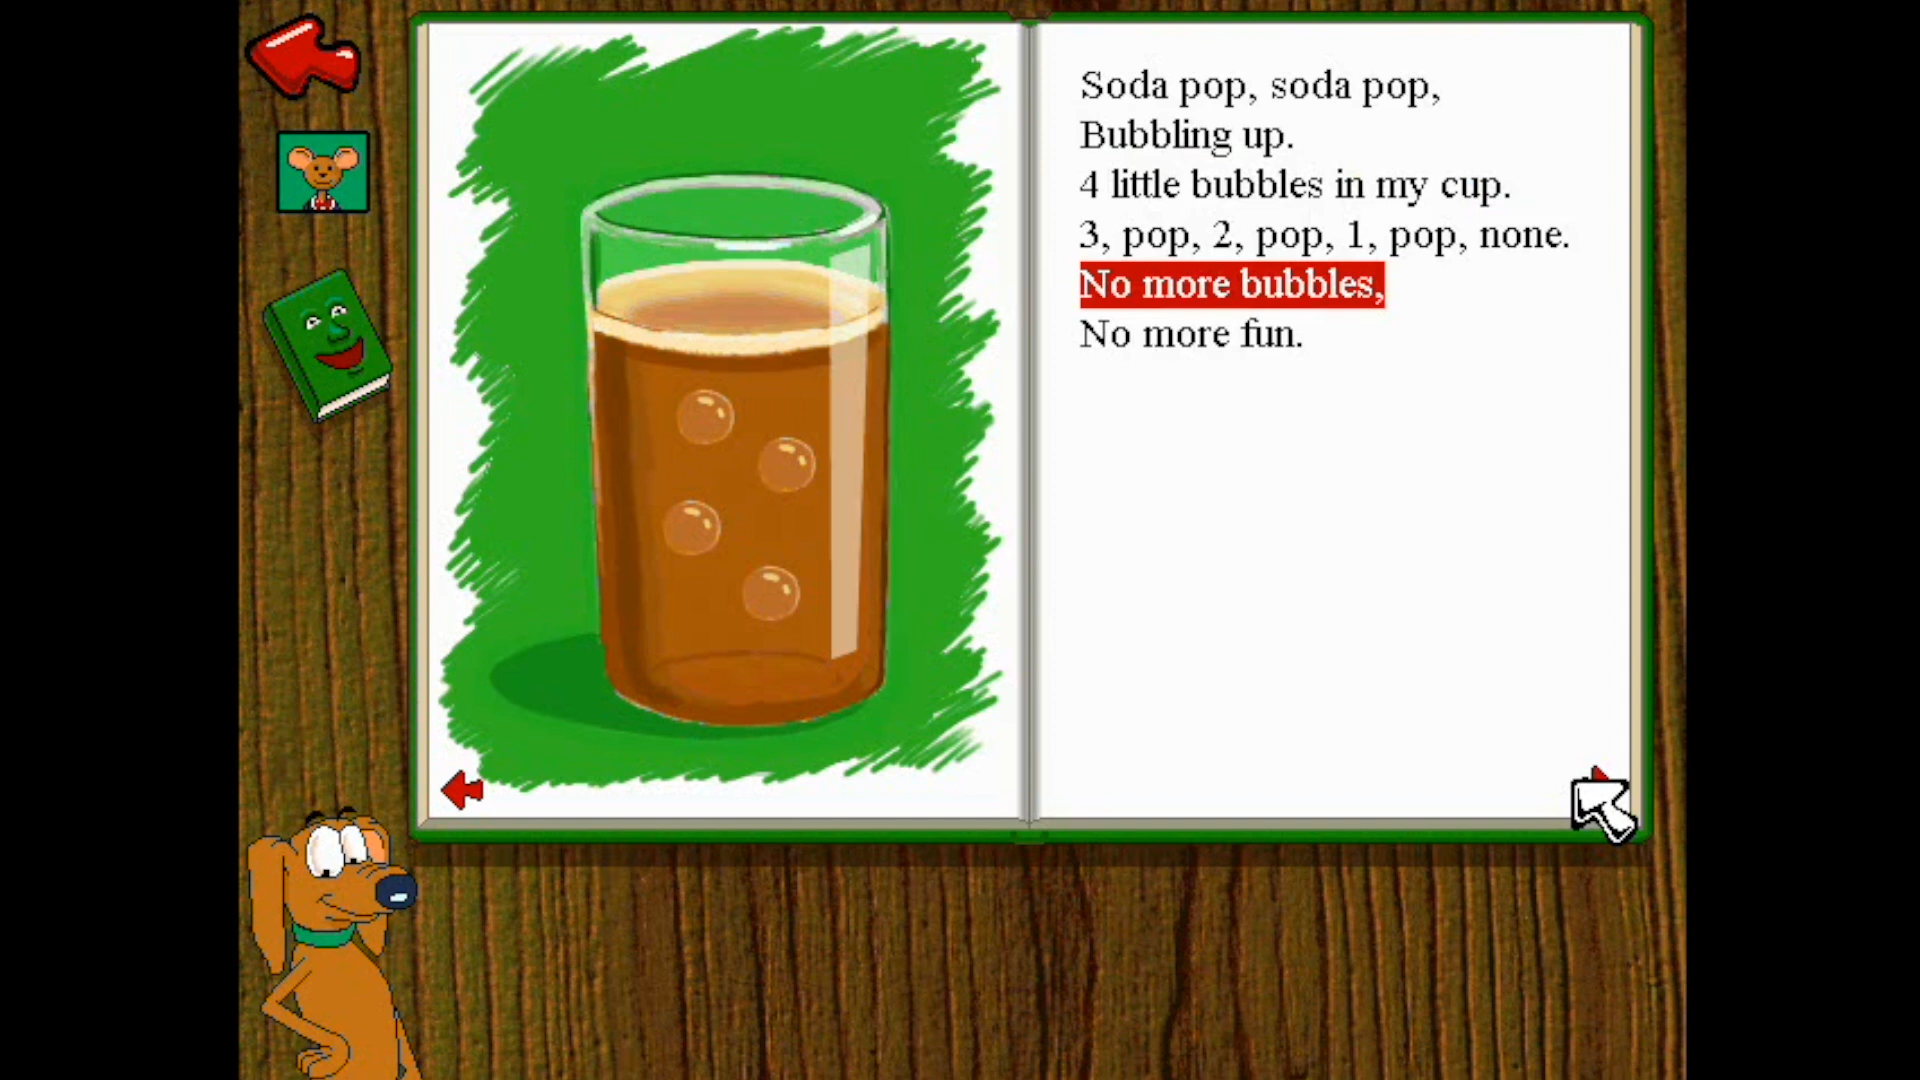 Soda pop, soda pop,
Bubbling up.
4 little bubbles in my cup.
3, pop, 2, pop, 1, pop, none.
No more bubbles,
No more fun.